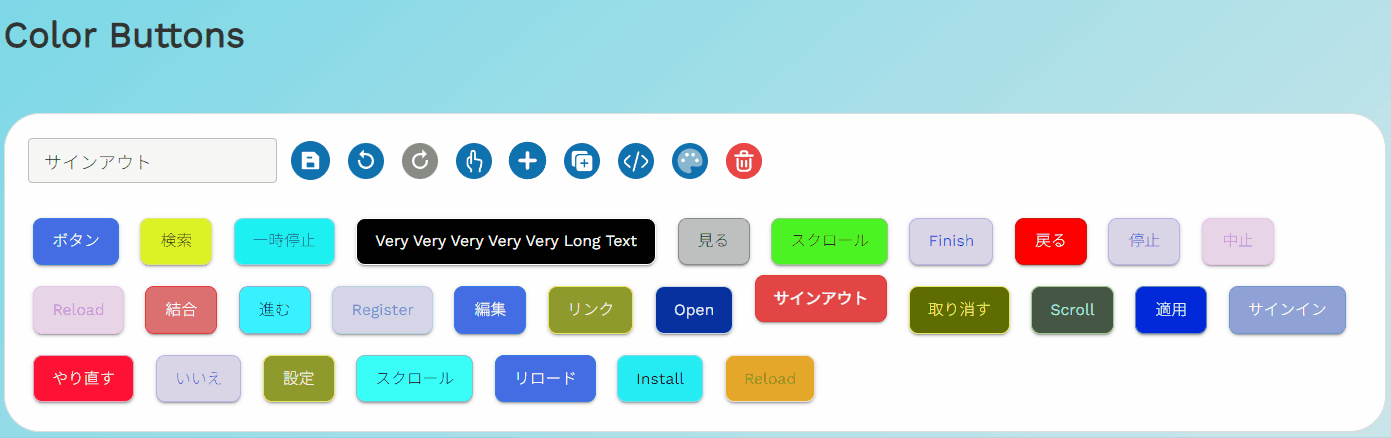 Color Buttons
サインアウト
ボタン 検索 一時停止 Very Very Very Very Very Long Text 見る スクロール Finish 戻る 停止 中止
Reload 結合 進む Register 編集 リンク Open サインアウト 取り消す Scroll 適用 サインイン
やり直す いいえ 設定 スクロール リロード Install Reload